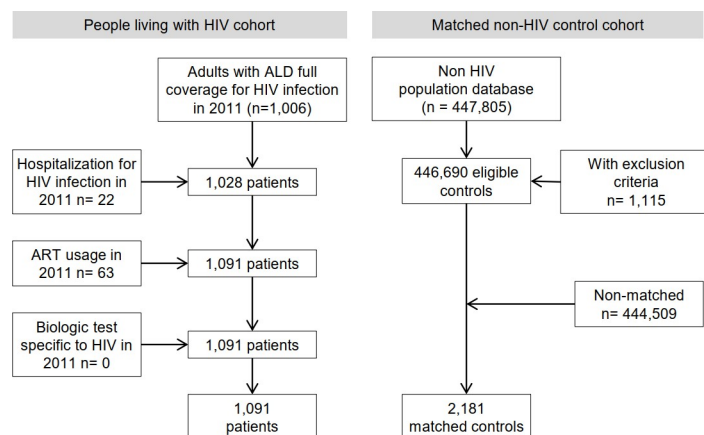 People living with HIV cohort
Matched non-HIV control cohort
Adults with ALD full
coverage for HIV infection
in 2011 (n=1,006)
Non HIV
population database
(n = 447,805)
Hospitalization for
HIV infection in
2011 n= 22
1,028 patients
446,690 eligible
controls
With exclusion
criteria
n= 1,115
ART usage in
2011 n= 63
1,091 patients
Non-matched
n= 444,509
Biologic test
specific to HIV in
2011 n= 0
1,091 patients
1,091
patients
2,181
matched controls